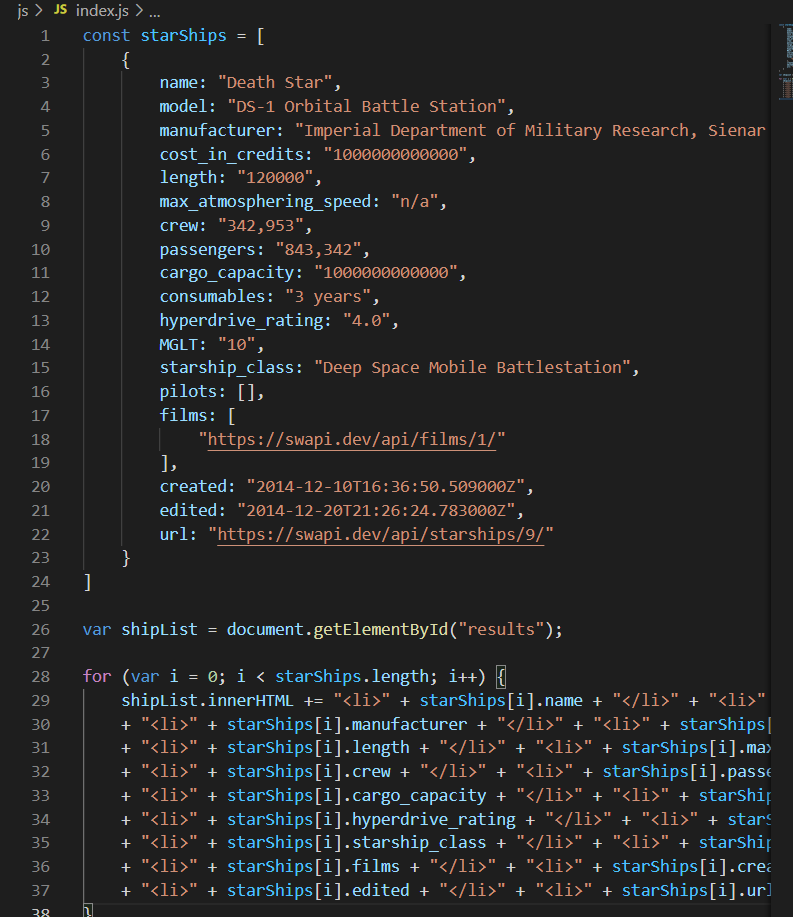 js > JS index.js > ...
1 const starShips = [
2 {
3 name: "Death Star",
4 model: "DS-1 Orbital Battle Station",
5 manufacturer: "Imperial Department of Military Research, Sienar
6 cost_in_credits: "1000000000000",
7 length: "120000",
8 max_atmosphering_speed: "n/a",
9 crew: "342,953",
10 passengers: "843,342",
11 cargo_capacity: "1000000000000",
12 consumables: "3 years",
13 hyperdrive_rating: "4.0",
14 MGLT: "10",
15 starship_class: "Deep Space Mobile Battlestation",
16 pilots: [],
17 films: [
18 "https://swapi.dev/api/films/1/"
19 ],
20 created: "2014-12-10T16:36:50.509000Z",
21 edited: "2014-12-20T21:26:24.783000Z",
22 url: "https://swapi.dev/api/starships/9/"
23 }
24 ]
25
26 var shipList = document.getElementById("results");
27
28 for (var i = 0; i < starShips.length; i++) {
29 shipList.innerHTML += "<li>" + starShips[i].name + "</li>" + "<li>"
30 + "<li>" + starShips[i].manufacturer + "</li>" + "<li>" + starShips[
31 + "<li>" + starShips[i].length + "</li>" + "<li>" + starShips[i].max
32 + "<li>" + starShips[i].crew + "</li>" + "<li>" + starShips[i].passe
33 + "<li>" + starShips[i].cargo_capacity + "</li>" + "<li>" + starShip
34 + "<li>" + starShips[i].hyperdrive_rating + "</li>" + "<li>" + starS
35 + "<li>" + starShips[i].starship_class + "</li>" + "<li>" + starShip
36 + "<li>" + starShips[i].films + "</li>" + "<li>" + starShips[i].crea
37 + "<li>" + starShips[i].edited + "</li>" + "<li>" + starShips[i].url
38 }